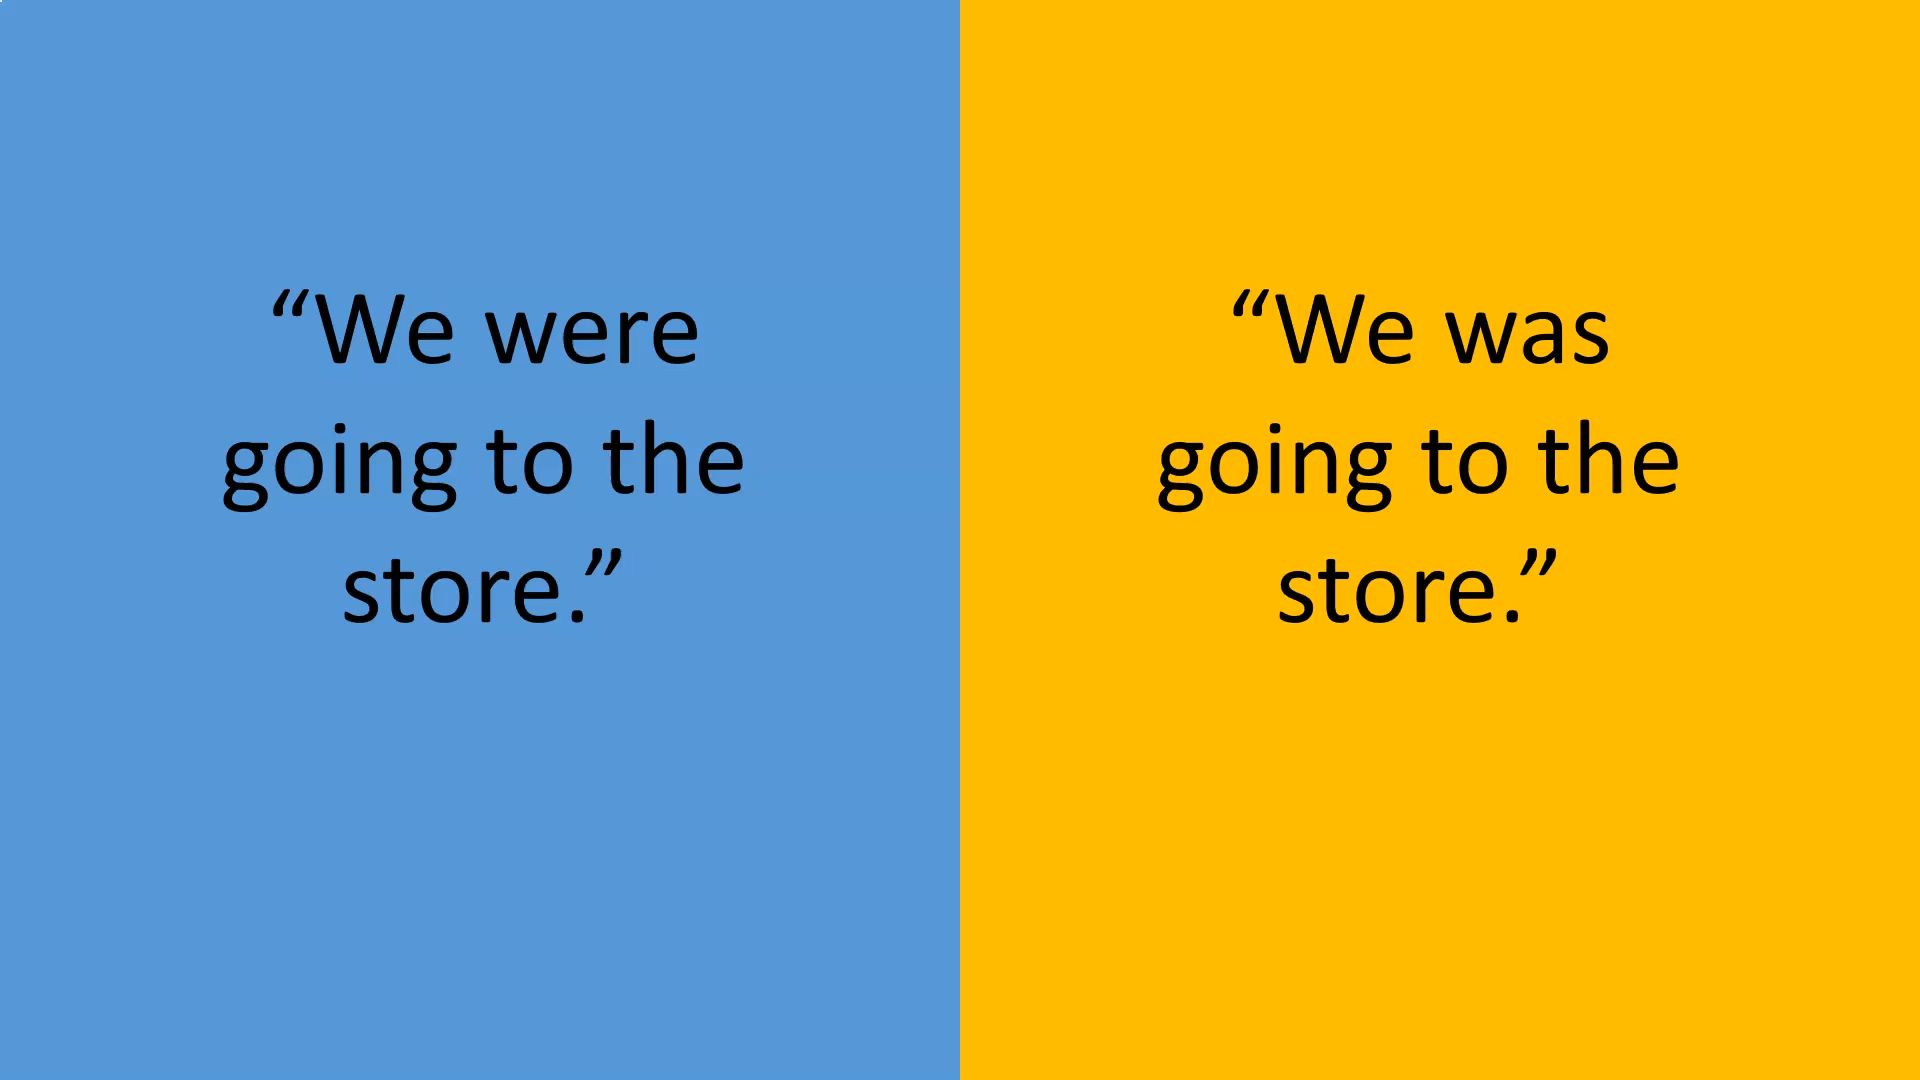 “We were
going to the
store.”
“We was
going to the
store.”